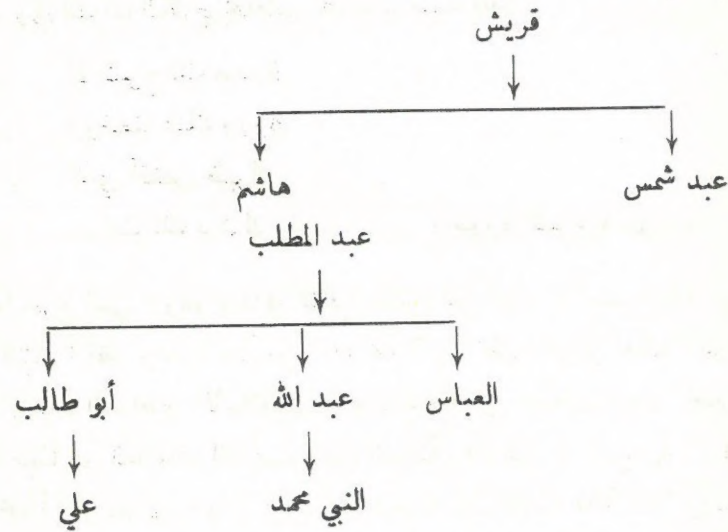 قريش
عبد شمس
هاشم
عبد المطلب
العباس
عبد الله
أبو طالب
النبي محمد
علي